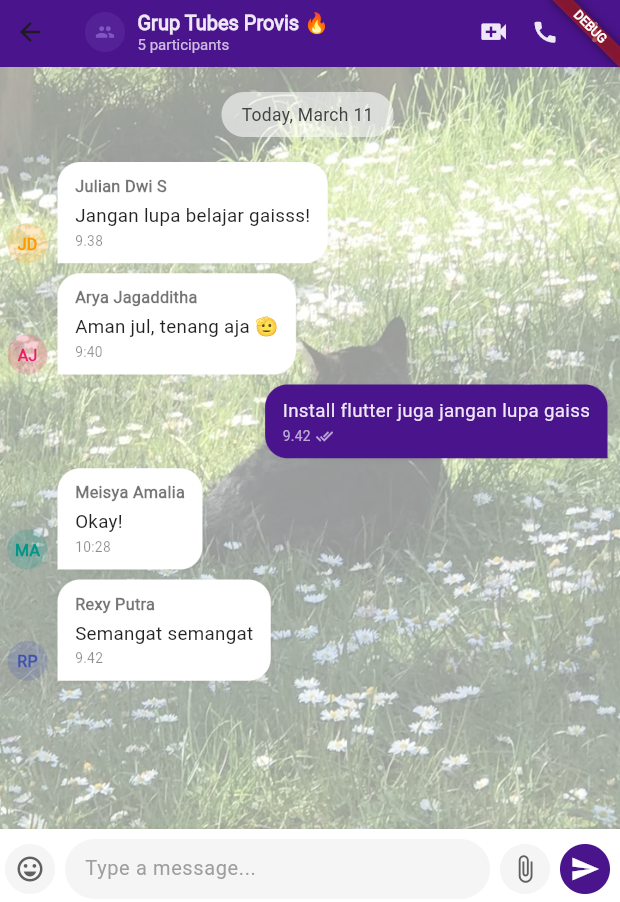 Grup Tubes Provis 🔥
5 participants
DEBUG
Today, March 11
Julian Dwi S
Jangan lupa belajar gaisss!
9.38
JD
Arya Jagadditha
Aman jul, tenang aja 🫡
9:40
AJ
Install flutter juga jangan lupa gaiss
9.42
Meisya Amalia
Okay!
10:28
MA
Rexy Putra
Semangat semangat
9.42
RP
Type a message...